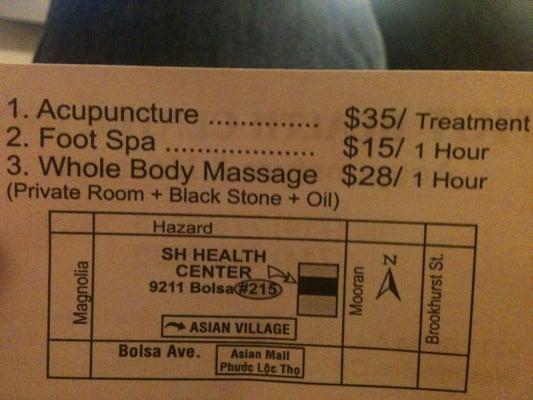 1. Acupuncture .............. $35/ Treatment
2. Foot Spa ................... $15/ 1 Hour
3. Whole Body Massage $28/ 1 Hour
(Private Room + Black Stone + Oil)
Hazard
Magnolia
SH HEALTH
CENTER
9211 Bolsa #215
ASIAN VILLAGE
Mooran
N
Brookhurst St.
Bolsa Ave.
Asian Mall
Phước Lộc Thọ